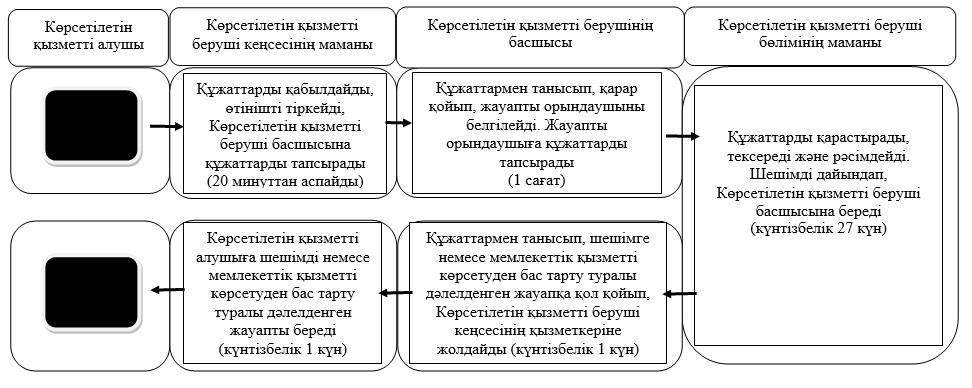 Көрсетілетін
қызметті алушы
Көрсетілетін қызметті
беруші кеңсесінің маманы
Көрсетілетін қызметті берушінің
басшысы
Көрсетілетін қызметті беруші
бөлімінің маманы
Құжаттарды қабылдайды,
өтінішті тіркейді,
Көрсетілетін қызметті
беруші басшысына
құжаттарды тапсырады
(20 минуттан аспайды)
Құжаттармен танысып, қарар
қойып, жауапты орындаушыны
белгілейді. Жауапты
орындаушыға құжаттарды
тапсырады
(1 сағат)
Құжаттарды қарастырады,
тексереді және рәсімдейді.
Шешімді дайындап,
Көрсетілетін қызметті беруші
басшысына береді
(күнтізбелік 27 күн)
Көрсетілетін қызметті
алушыға шешімді немесе
мемлекеттік қызметті
көрсетуден бас тарту
туралы дәлелденген
жауапты береді
(күнтізбелік 1 күн)
Құжаттармен танысып, шешімге
немесе мемлекеттік қызметті
көрсетуден бас тарту туралы
дәлелденген жауапқа қол қойып,
Көрсетілетін қызметті беруші
кеңсесінің қызметкеріне
жолдайды (күнтізбелік 1 күн)